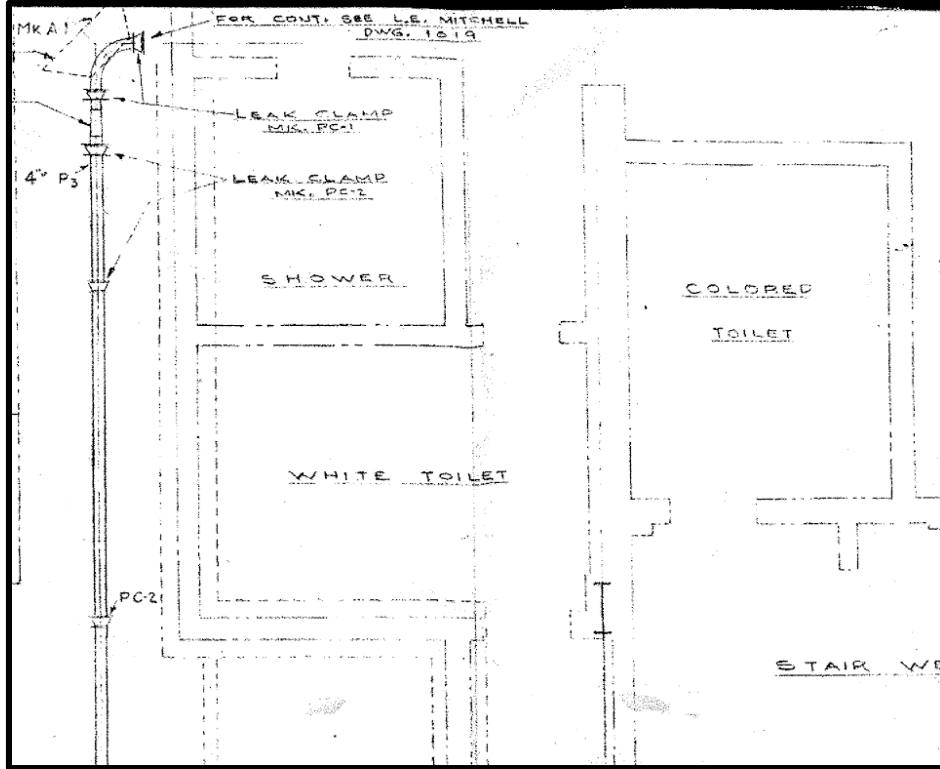 MK A1
FOR CONT. SEE L.E. MITCHELL
DWG. 1019
LEAK CLAMP
MK. PC-1
4"º P3
LEAK CLAMP
MK. PC-2
SHOWER
COLORED
TOILET
WHITE TOILET
PC-2
STAIR WE